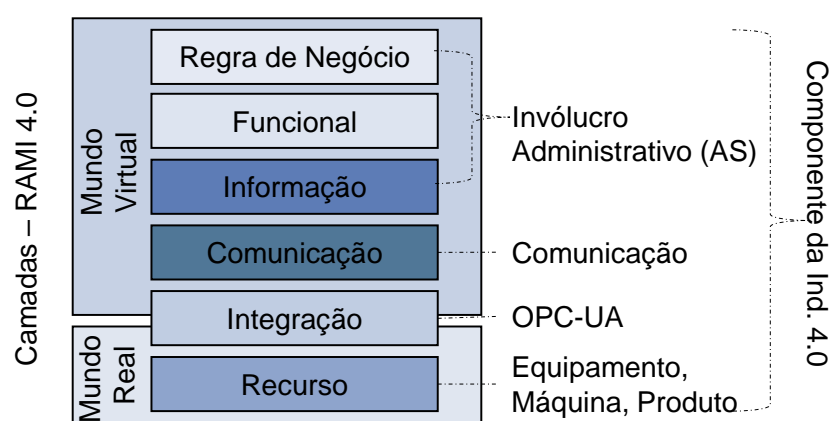 Camadas – RAMI 4.0
Mundo
Virtual
Regra de Negócio
Funcional
Informação
Comunicação
Integração
Mundo
Real
Recurso
Invólucro
Administrativo (AS)
Comunicação
OPC-UA
Equipamento,
Máquina, Produto
Componente da Ind. 4.0